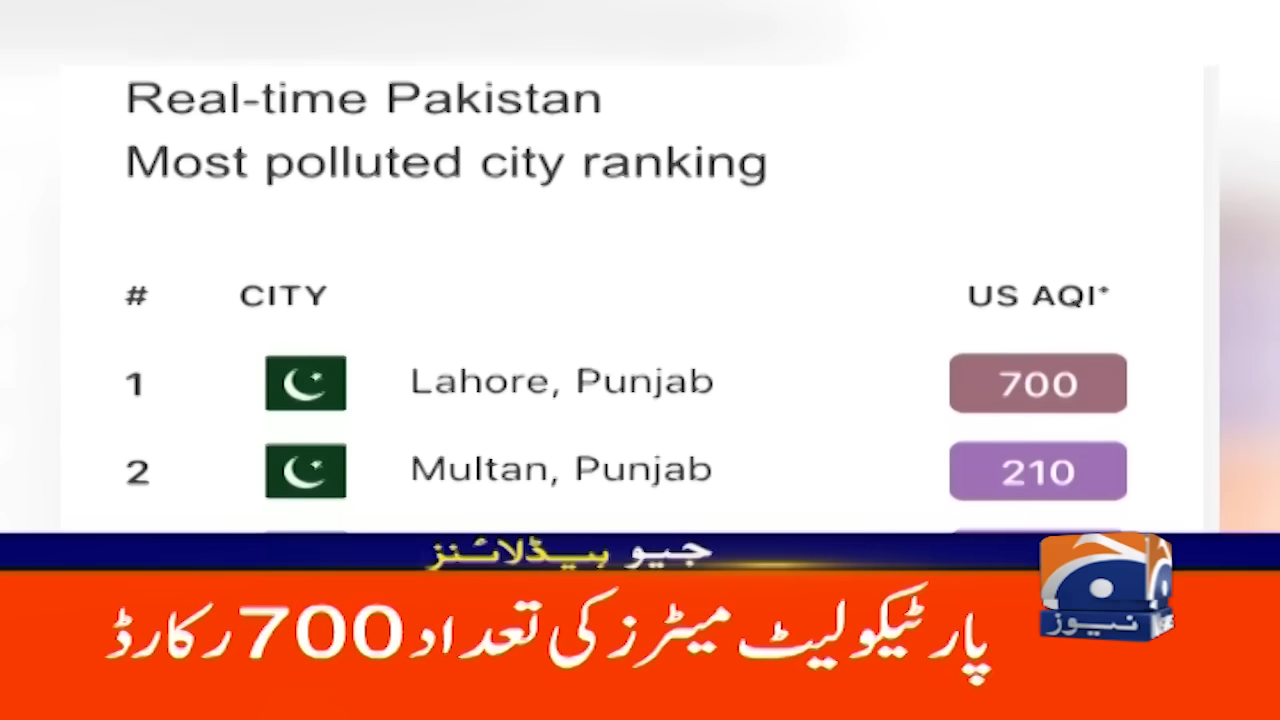 Real-time Pakistan
Most polluted city ranking
# CITY US AQI*
1 Lahore, Punjab 700
2 Multan, Punjab 210
جیو ہیڈلائنز
پارٹیکولیٹ میٹرز کی تعداد 700 رکارڈ
نیوز